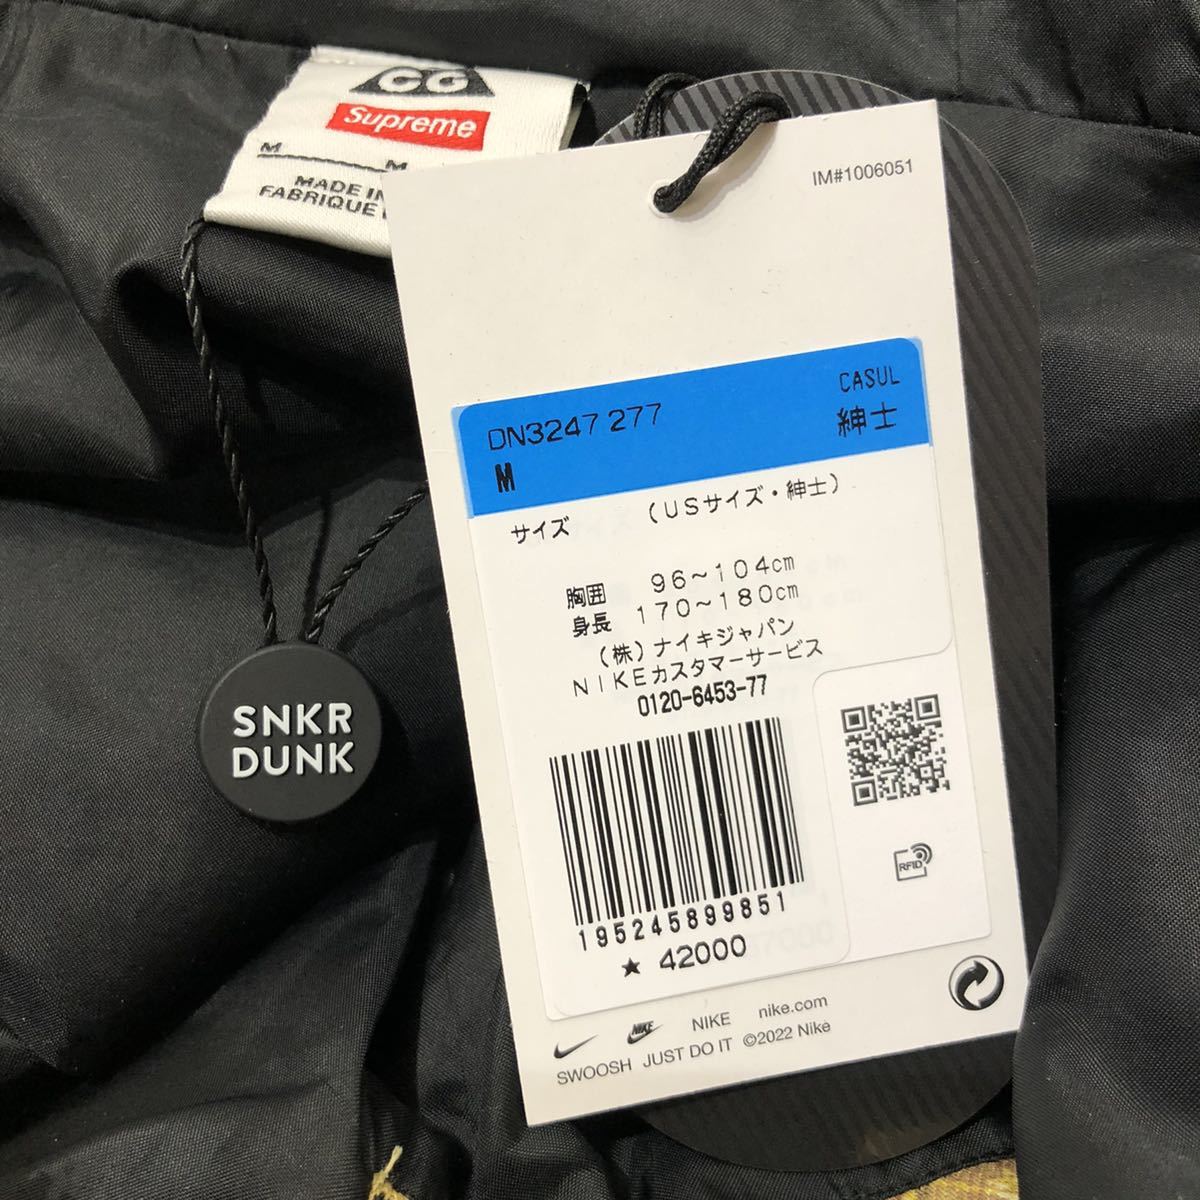 CG
Supreme
M M
MADE IN
FABRIQUE
SNKR
DUNK
IM#1006051
DN3247 277
CASUL
M
紳士
サイズ (USサイズ・紳士)
胸囲 96~104cm
身長 170~180cm
(株)ナイキジャパン
NIKEカスタマーサービス
0120-6453-77
195245899851
★ 42000
RFID
NIKE NIKE nike.com
SWOOSH JUST DO IT ©2022 Nike